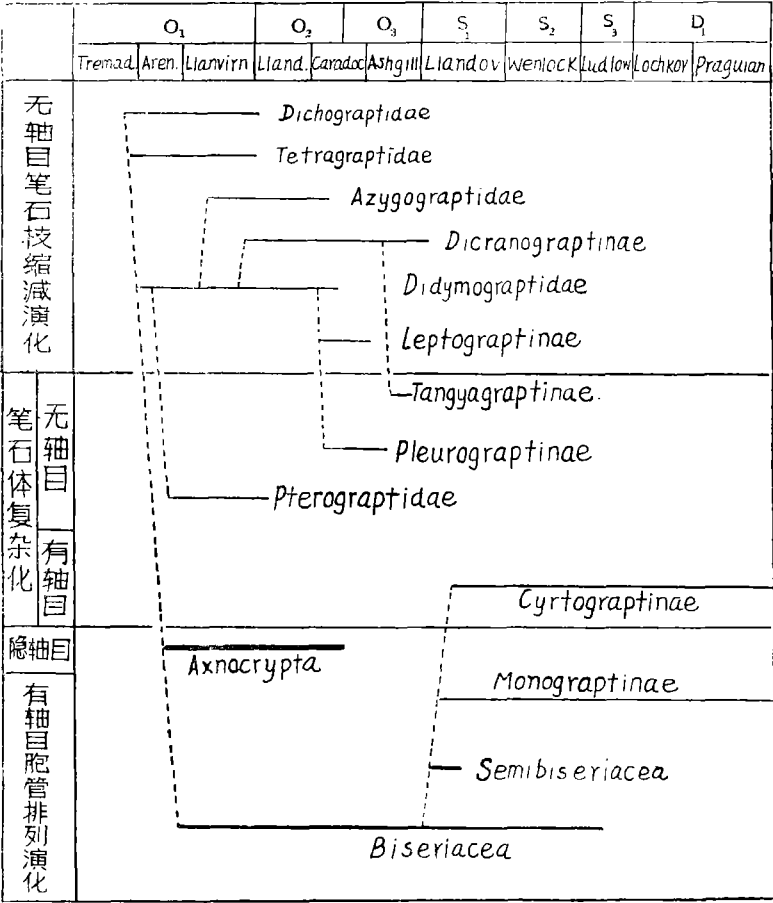 O₁ O₂ O₃ S₁ S₂ S₃ D₁
Tremad. Aren. Llanvirn Lland. Caradoc Ashgill Llandov Wenlock Ludlow Lochkov Praguian
无轴目笔石枝缩减演化
Dichograptidae
Tetragraptidae
Azygograptidae
Dicranograptinae
Didymograptidae
Leptograptinae
Tangyagraptinae.
笔石体复杂化
无轴目
Pleurograptinae
Pterograptidae
有轴目
Cyrtograptinae
隐轴目
Axnocrypta
有轴目胞管排列演化
Monograptinae
Semibiseriacea
Biseriacea